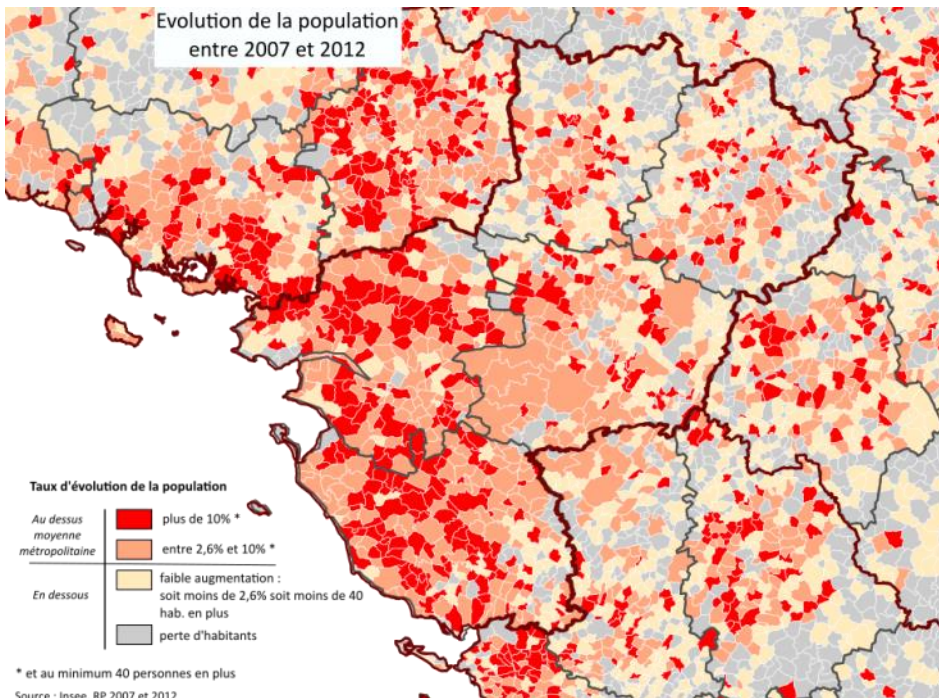 Evolution de la population
entre 2007 et 2012
Taux d'évolution de la population
Au dessus
moyenne
métropolitaine
plus de 10% *
entre 2,6% et 10% *
En dessous
faible augmentation :
soit moins de 2,6% soit moins de 40
hab. en plus
perte d'habitants
* et au minimum 40 personnes en plus
Source : Insee, RP 2007 et 2012